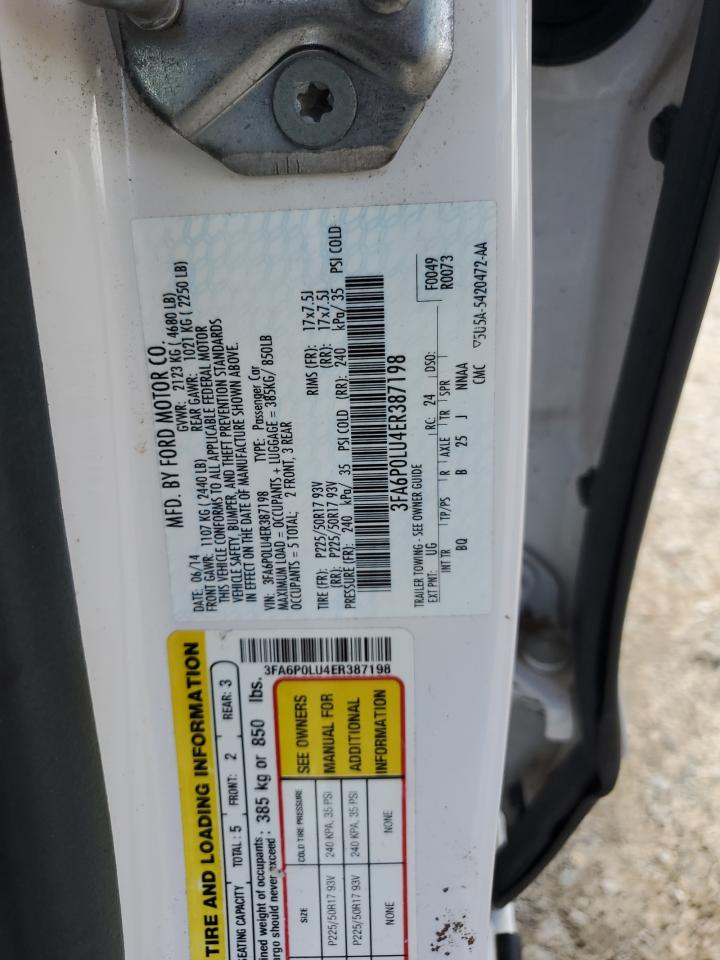 MFD. BY FORD MOTOR CO.
DATE: 06/14 GVWR: 2123 KG ( 4680 LB)
FRONT GAWR: 1107 KG ( 2440 LB) REAR GAWR: 1021 KG ( 2250 LB)
THIS VEHICLE CONFORMS TO ALL APPLICABLE FEDERAL MOTOR
VEHICLE SAFETY, BUMPER, AND THEFT PREVENTION STANDARDS
IN EFFECT ON THE DATE OF MANUFACTURE SHOWN ABOVE.
VIN: 3FA6P0LU4ER387198 TYPE: Passenger Car
MAXIMUM LOAD = OCCUPANTS + LUGGAGE = 385KG/ 850LB
OCCUPANTS = 5 TOTAL; 2 FRONT, 3 REAR
TIRE (FR): P225/50R17 93V RIMS (FR): 17x7.5J
(RR): P225/50R17 93V (RR): 17x7.5J
PRESSURE (FR): 240 kPa/ 35 PSI COLD (RR): 240 kPa/ 35 PSI COLD
3FA6P0LU4ER387198
TRAILER TOWING - SEE OWNER GUIDE F0049
EXT PNT: UG RC: 24 DSO: R0073
INT TR TP/PS R AXLE TR SPR
BQ B 25 J MNAA
CMC ▽5U5A-5420472-AA
TIRE AND LOADING INFORMATION
SEATING CAPACITY TOTAL : 5 FRONT: 2 REAR: 3
ined weight of occupants :
argo should never exceed : 385 kg or 850 lbs.
3FA6P0LU4ER387198
SIZE COLD TIRE PRESSURE SEE OWNERS
P225/50R17 93V 240 KPA, 35 PSI MANUAL FOR
P225/50R17 93V 240 KPA, 35 PSI ADDITIONAL
NONE NONE INFORMATION